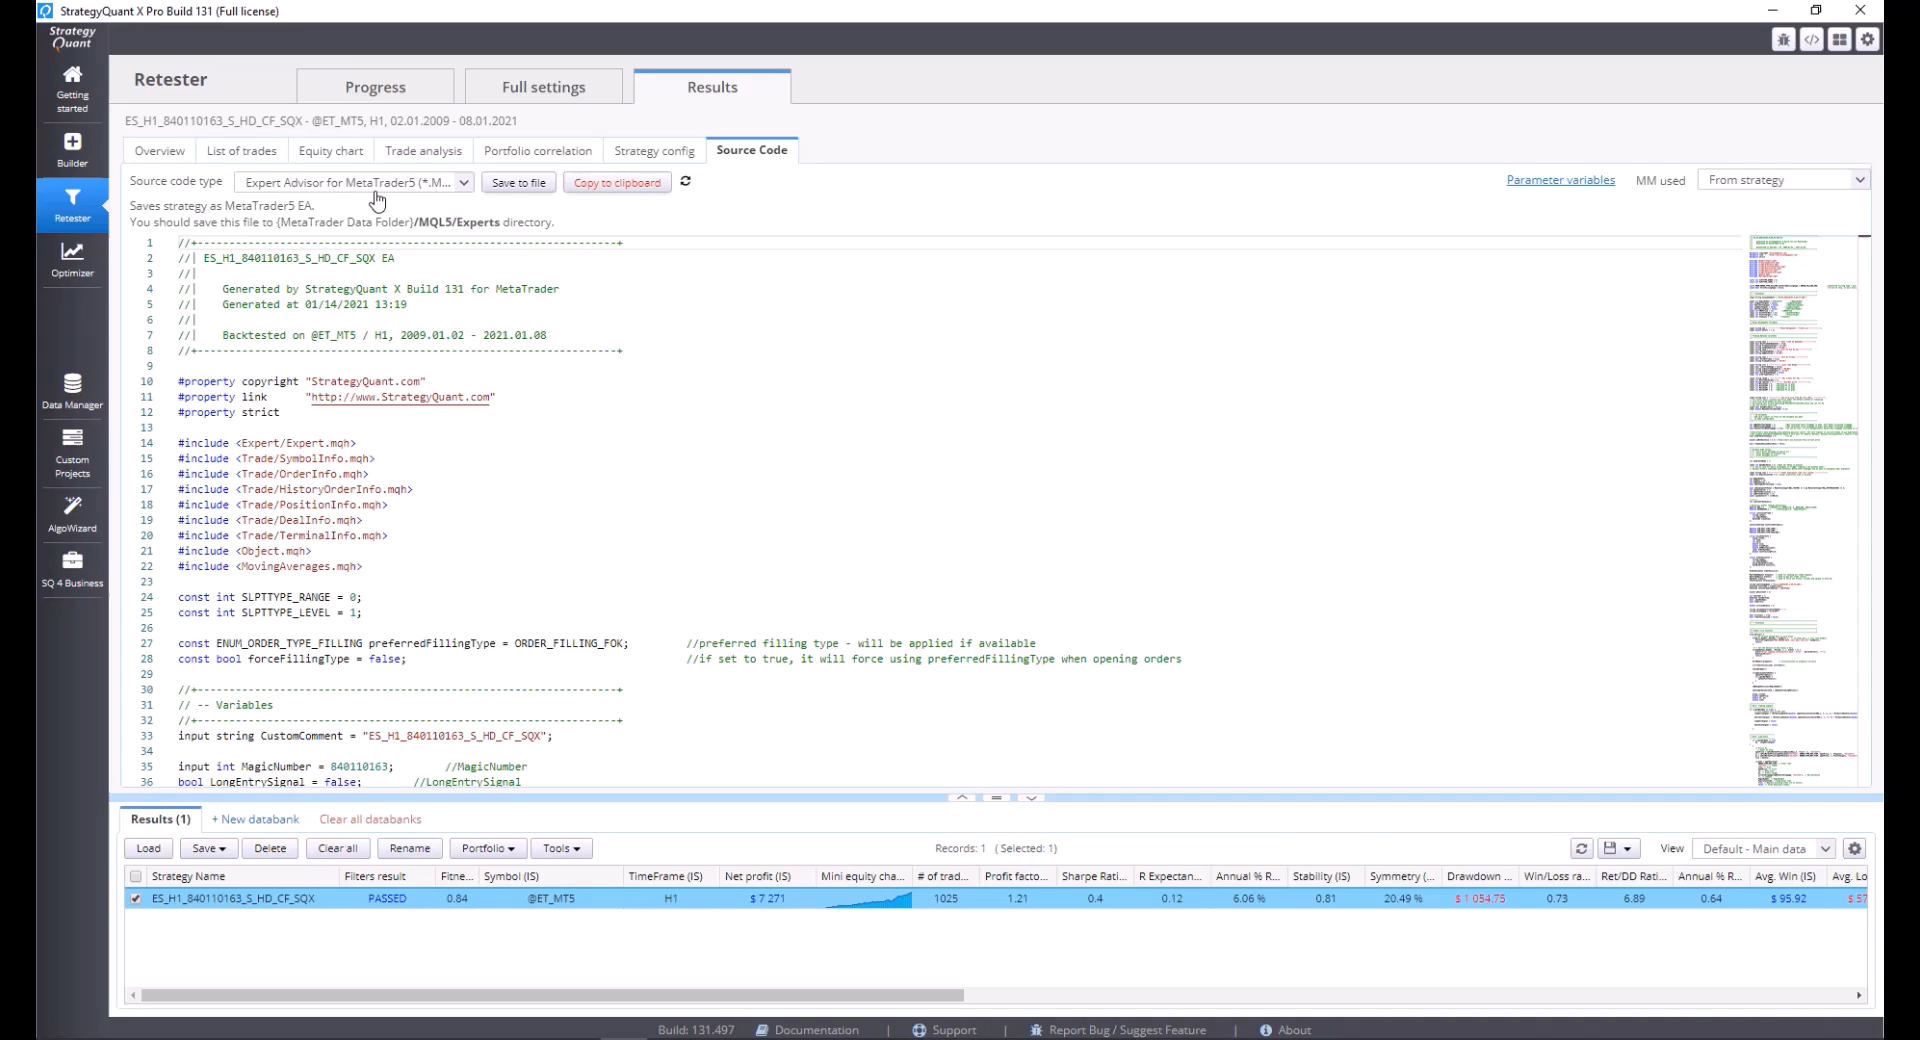 StrategyQuant X Pro Build 131 (Full license)
Strategy
Quant
Getting
started
Builder
Retester
Optimizer
Data Manager
Custom
Projects
AlgoWizard
SQ 4 Business
Retester
Progress
Full settings
Results
ES_H1_840110163_S_HD_CF_SQX - @ET_MT5, H1, 02.01.2009 - 08.01.2021
Overview
List of trades
Equity chart
Trade analysis
Portfolio correlation
Strategy config
Source Code
Source code type
Expert Advisor for MetaTrader5 (*.M...
Save to file
Copy to clipboard
Parameter variables
MM used
From strategy
Saves strategy as MetaTrader5 EA.
You should save this file to {MetaTrader Data Folder}/MQL5/Experts directory.
1 //+------------------------------------------------------------------+
2 //| ES_H1_840110163_S_HD_CF_SQX EA
3 //|
4 //| Generated by StrategyQuant X Build 131 for MetaTrader
5 //| Generated at 01/14/2021 13:19
6 //|
7 //| Backtested on @ET_MT5 / H1, 2009.01.02 - 2021.01.08
8 //+------------------------------------------------------------------+
9
10 #property copyright "StrategyQuant.com"
11 #property link "http://www.StrategyQuant.com"
12 #property strict
13
14 #include <Expert/Expert.mqh>
15 #include <Trade/SymbolInfo.mqh>
16 #include <Trade/OrderInfo.mqh>
17 #include <Trade/HistoryOrderInfo.mqh>
18 #include <Trade/PositionInfo.mqh>
19 #include <Trade/DealInfo.mqh>
20 #include <Trade/TerminalInfo.mqh>
21 #include <Object.mqh>
22 #include <MovingAverages.mqh>
23
24 const int SLPTTYPE_RANGE = 0;
25 const int SLPTTYPE_LEVEL = 1;
26
27 const ENUM_ORDER_TYPE_FILLING preferredFillingType = ORDER_FILLING_FOK; //preferred filling type - will be applied if available
28 const bool forceFillingType = false; //if set to true, it will force using preferredFillingType when opening orders
29
30 //+------------------------------------------------------------------+
31 // -- Variables
32 //+------------------------------------------------------------------+
33 input string CustomComment = "ES_H1_840110163_S_HD_CF_SQX";
34
35 input int MagicNumber = 840110163; //MagicNumber
36 bool LongEntrySignal = false; //LongEntrySignal
Results (1)
+ New databank
Clear all databanks
Load
Save
Delete
Clear all
Rename
Portfolio
Tools
Records: 1 ( Selected: 1)
View
Default - Main data
Strategy Name Filters result Fitne... Symbol (IS) TimeFrame (IS) Net profit (IS) Mini equity cha... # of trad... Profit facto... Sharpe Rati... R Expectan... Annual % R... Stability (IS) Symmetry (... Drawdown ... Win/Loss ra... Ret/DD Rati... Annual % R... Avg. Win (IS) Avg. Lo
ES_H1_840110163_S_HD_CF_SQX PASSED 0.84 @ET_MT5 H1 $ 7 271 1025 1.21 0.4 0.12 6.06 % 0.81 20.49 % $ 1 054.75 0.73 6.89 0.64 $ 95.92 $ 57
Build: 131.497
Documentation
|
Support
|
Report Bug / Suggest Feature
|
About